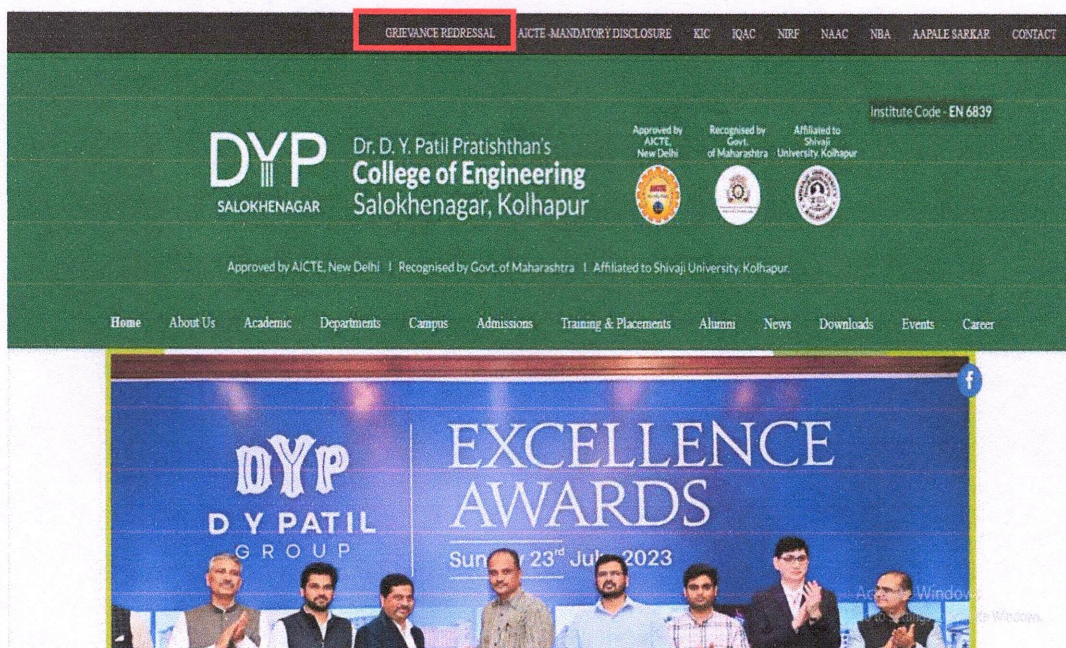 GRIEVANCE REDRESSAL AICTE -MANDATORY DISCLOSURE KIC IQAC NIRF NAAC NBA AAPALE SARKAR CONTACT
Institute Code - EN 6839
DYP
SALOKHENAGAR
Dr. D. Y. Patil Pratishthan's
College of Engineering
Salokhenagar, Kolhapur
Approved by
AICTE,
New Delhi
Recognised by
Govt.
of Maharashtra
Affiliated to
Shivaji
University, Kolhapur
Approved by AICTE, New Delhi I Recognised by Govt. of Maharashtra I Affiliated to Shivaji University, Kolhapur.
Home About Us Academic Departments Campus Admissions Training & Placements Alumni News Downloads Events Career
f
DYP
D Y PATIL
GROUP
EXCELLENCE
AWARDS
23rd July 2023
Windows